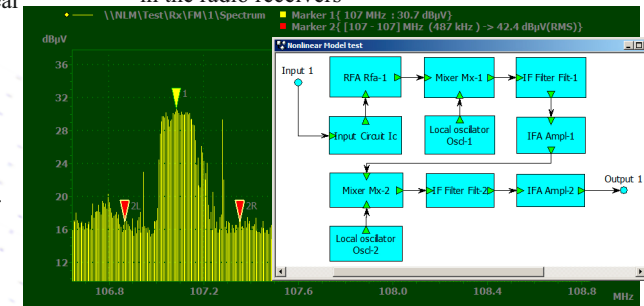 in the radio receivers
\\NLM\Test\Rx\FM\1\Spectrum
Marker 1{ 107 MHz : 30.7 dBµV}
Marker 2{ [107 - 107] MHz (487 kHz ) -> 42.4 dBµV(RMS)}
dBµV
36
32
28
24
20
16
12
1
2L
2R
106.8
107.2
107.6
108.0
108.4
108.8
MHz
Nonlinear Model test
Input 1
RFA Rfa-1
Mixer Mx-1
IF Filter Filt-1
Input Circuit Ic
Local oscilator
Oscl-1
IFA Ampl-1
Mixer Mx-2
IF Filter Filt-2
IFA Ampl-2
Output 1
Local oscilator
Oscl-2